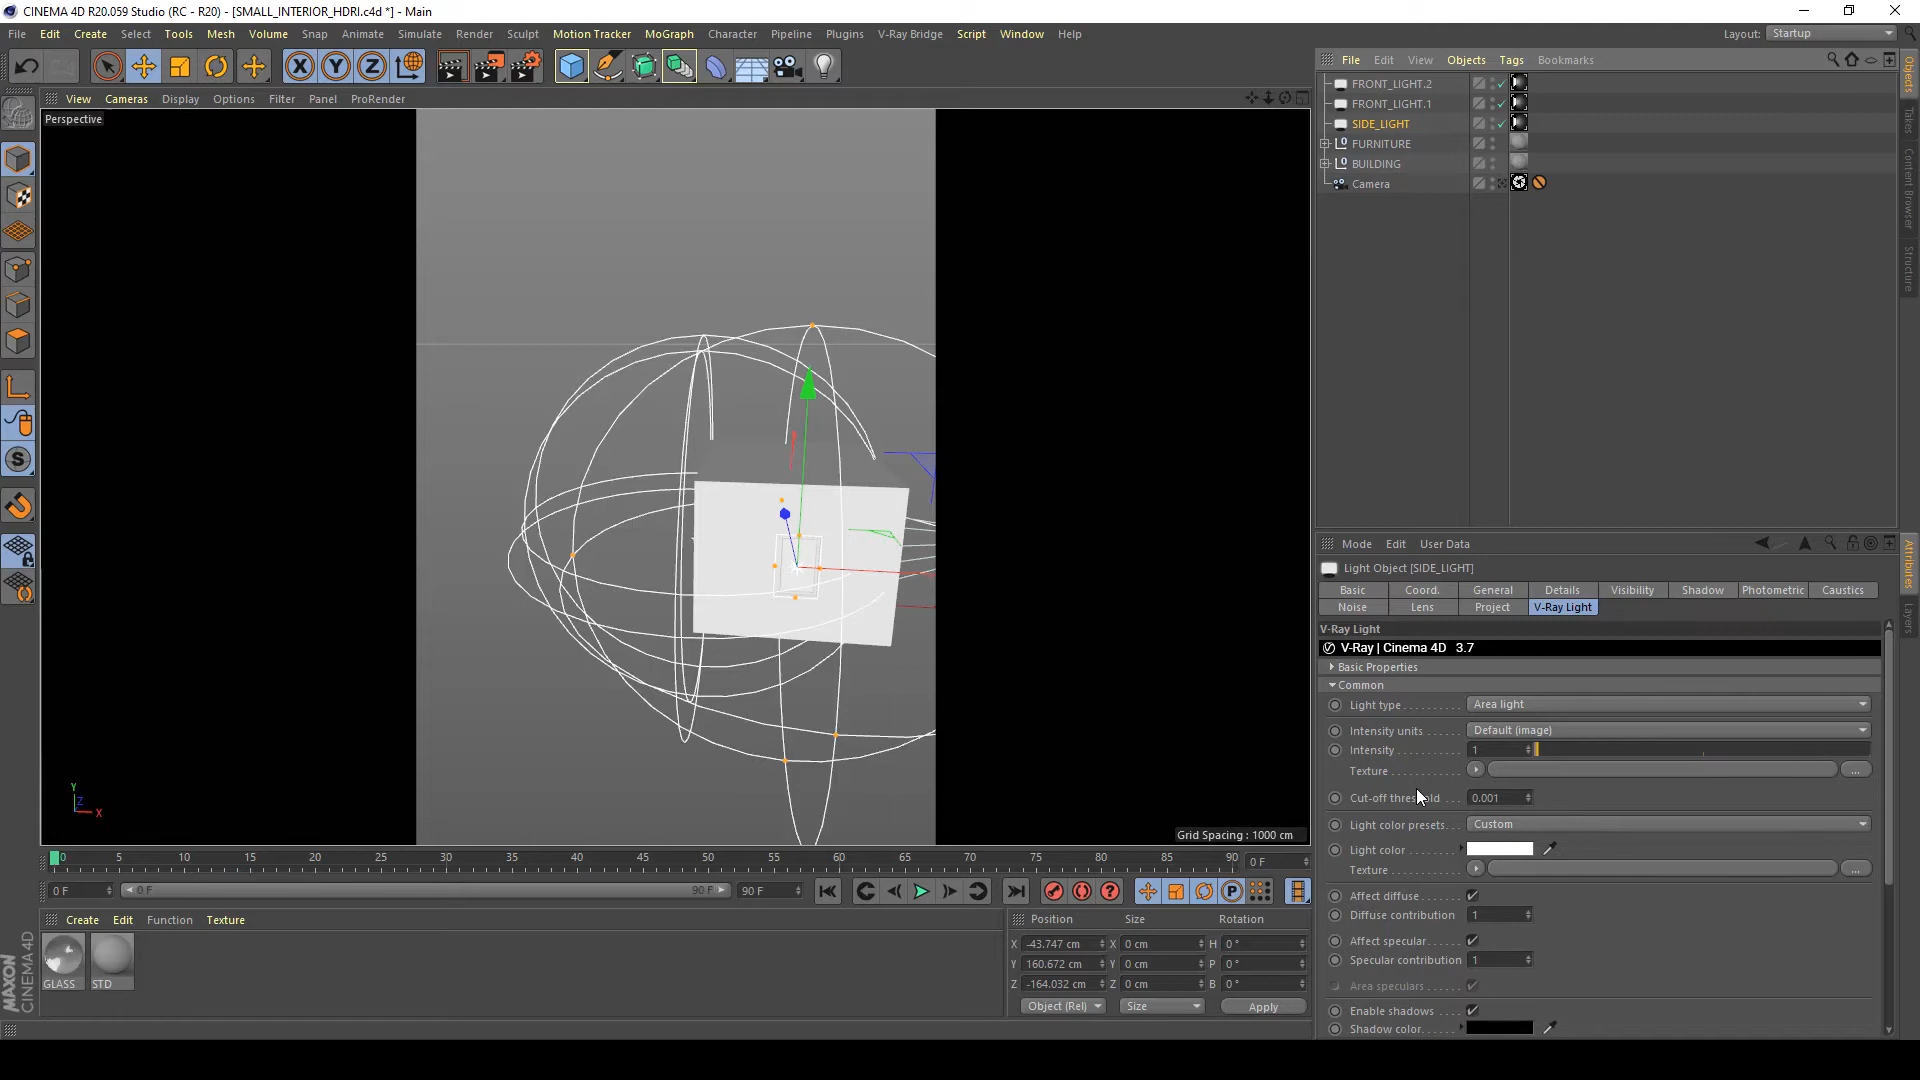 CINEMA 4D R20.059 Studio (RC - R20) - [SMALL_INTERIOR_HDRI.c4d *] - Main
File Edit Create Select Tools Mesh Volume Snap Animate Simulate Render Sculpt Motion Tracker MoGraph Character Pipeline Plugins V-Ray Bridge Script Window Help Layout: Startup
X Y Z
View Cameras Display Options Filter Panel ProRender
Perspective
Grid Spacing : 1000 cm
Y Z X
File Edit View Objects Tags Bookmarks
FRONT_LIGHT.2
FRONT_LIGHT.1
SIDE_LIGHT
FURNITURE
BUILDING
Camera
Objects
Takes
Content Browser
Structure
Mode Edit User Data
Light Object [SIDE_LIGHT]
Basic Coord. General Details Visibility Shadow Photometric Caustics
Noise Lens Project V-Ray Light
V-Ray Light
V-Ray | Cinema 4D 3.7
Basic Properties
Common
Light type Area light
Intensity units Default (image)
Intensity 1
Texture ...
Cut-off threshold 0.001
Light color presets Custom
Light color
Texture ...
Affect diffuse
Diffuse contribution 1
Affect specular
Specular contribution 1
Area speculars
Enable shadows
Shadow color
Attributes
Layers
0 5 10 15 20 25 30 35 40 45 50 55 60 65 70 75 80 85 90 0 F
0 F 0 F 90 F 90 F
Create Edit Function Texture
GLASS STD
Position Size Rotation
X -43.747 cm X 0 cm H 0 °
Y 160.672 cm Y 0 cm P 0 °
Z -164.032 cm Z 0 cm B 0 °
Object (Rel) Size Apply
MAXON CINEMA 4D